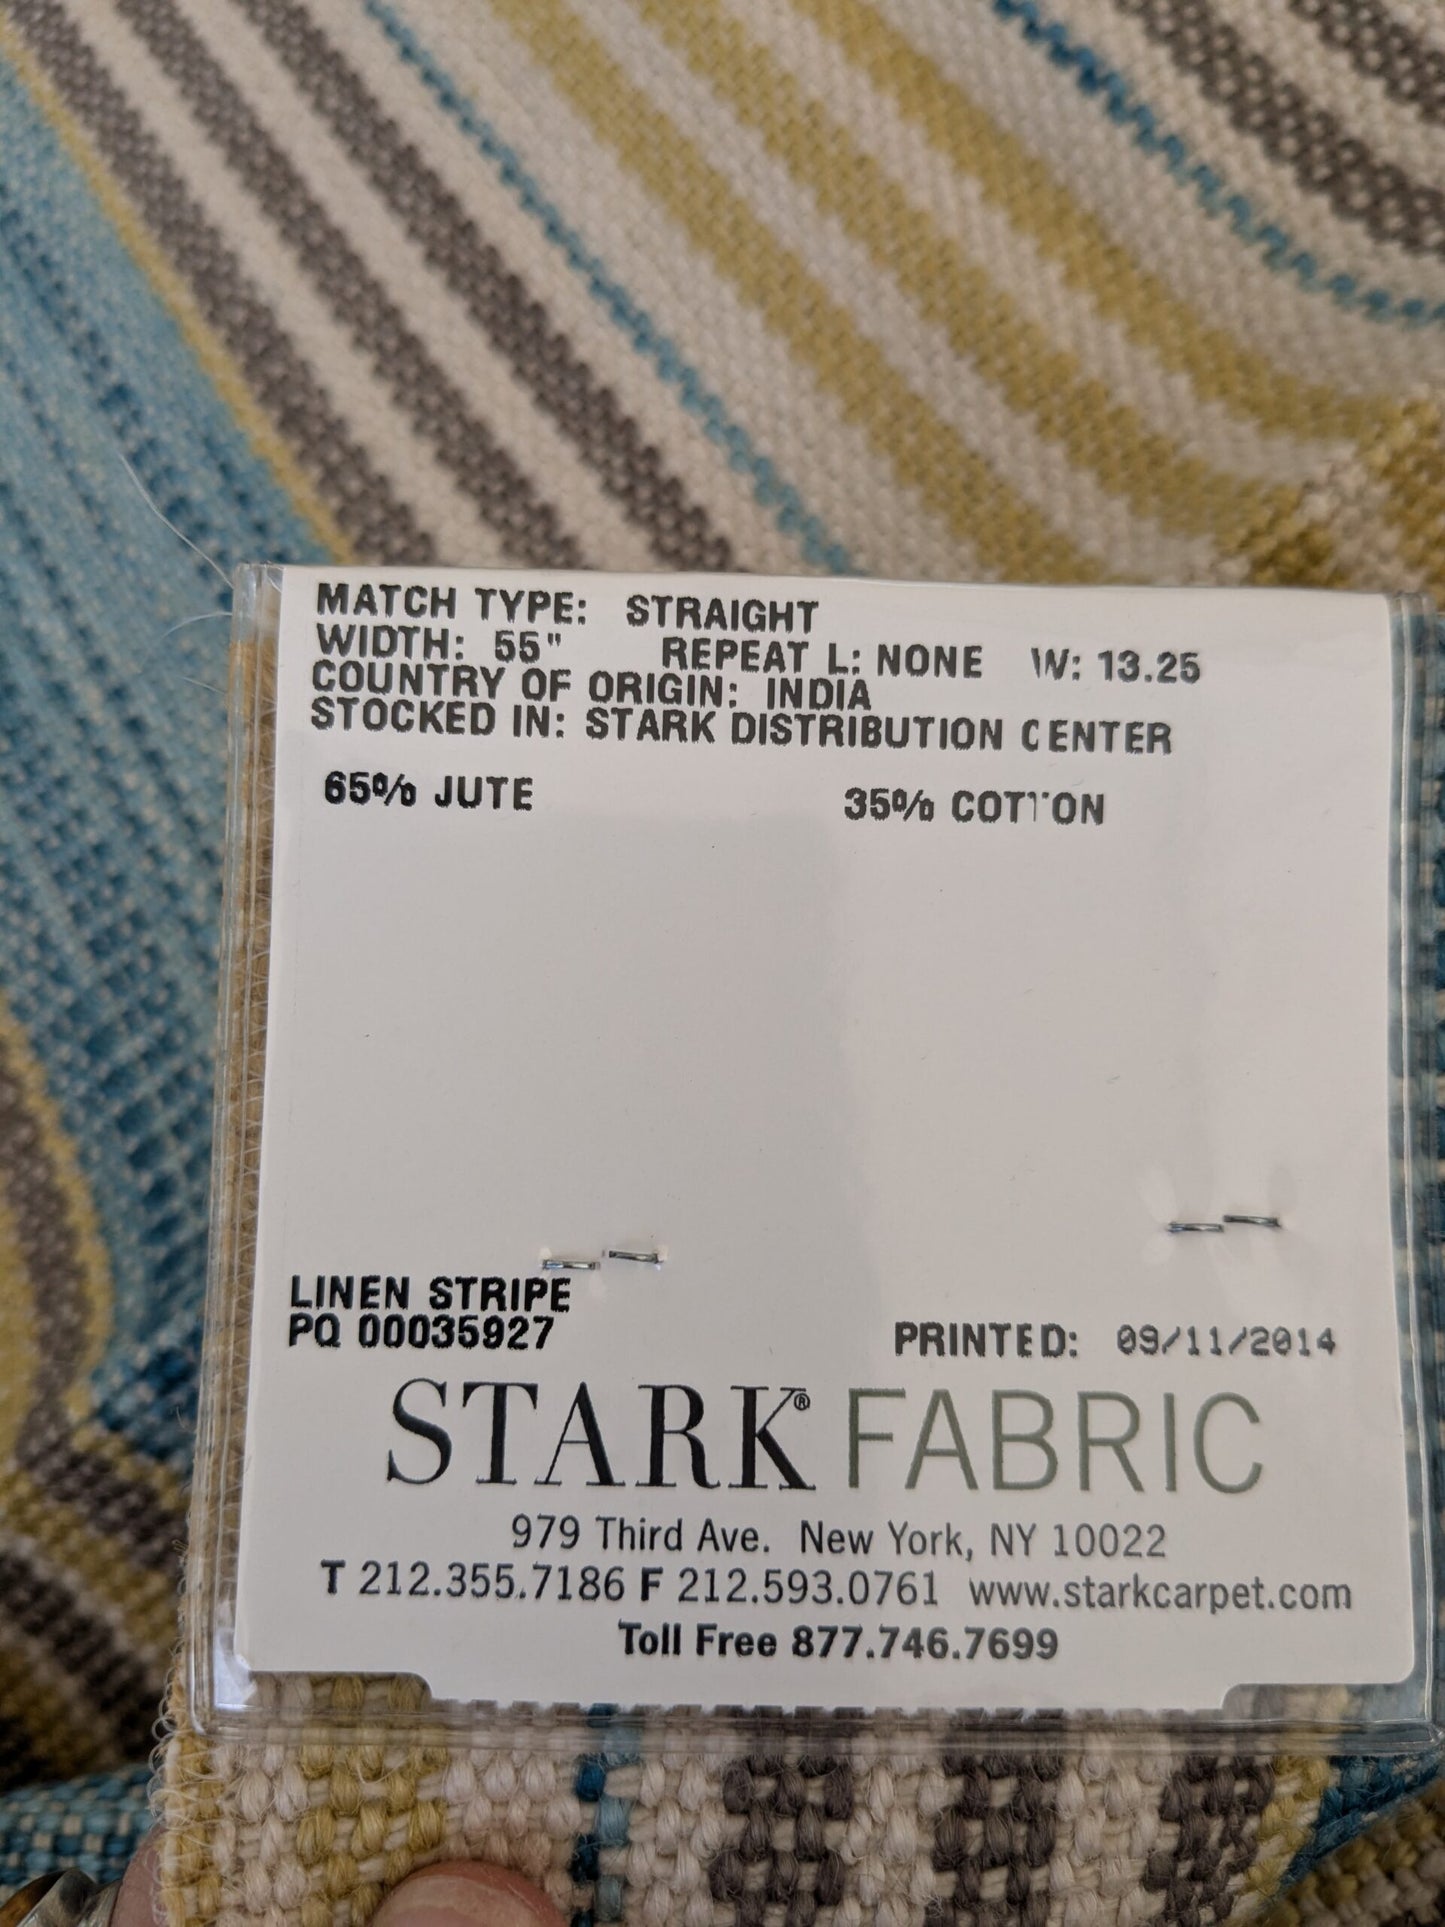 MATCH TYPE: STRAIGHT
WIDTH: 55" REPEAT L: NONE W: 13.25
COUNTRY OF ORIGIN: INDIA
STOCKED IN: STARK DISTRIBUTION CENTER
65% JUTE 35% COTTON
LINEN STRIPE
PQ 00035927 PRINTED: 09/11/2014
STARK® FABRIC
979 Third Ave. New York, NY 10022
T 212.355.7186 F 212.593.0761 www.starkcarpet.com
Toll Free 877.746.7699